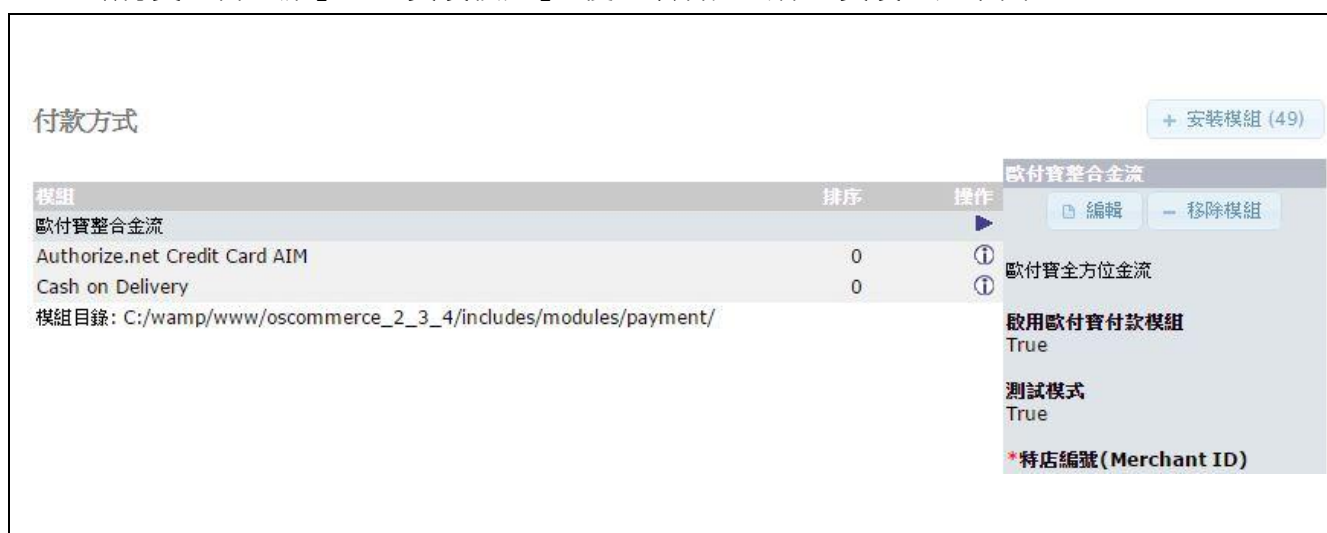 付款方式
+ 安裝模組 (49)
模組 排序 操作
歐付寶整合金流
Authorize.net Credit Card AIM 0
Cash on Delivery 0
模組目錄: C:/wamp/www/oscommerce_2_3_4/includes/modules/payment/
歐付寶整合金流
編輯 − 移除模組
歐付寶全方位金流
啟用歐付寶付款模組
True
測試模式
True
*特店編號(Merchant ID)